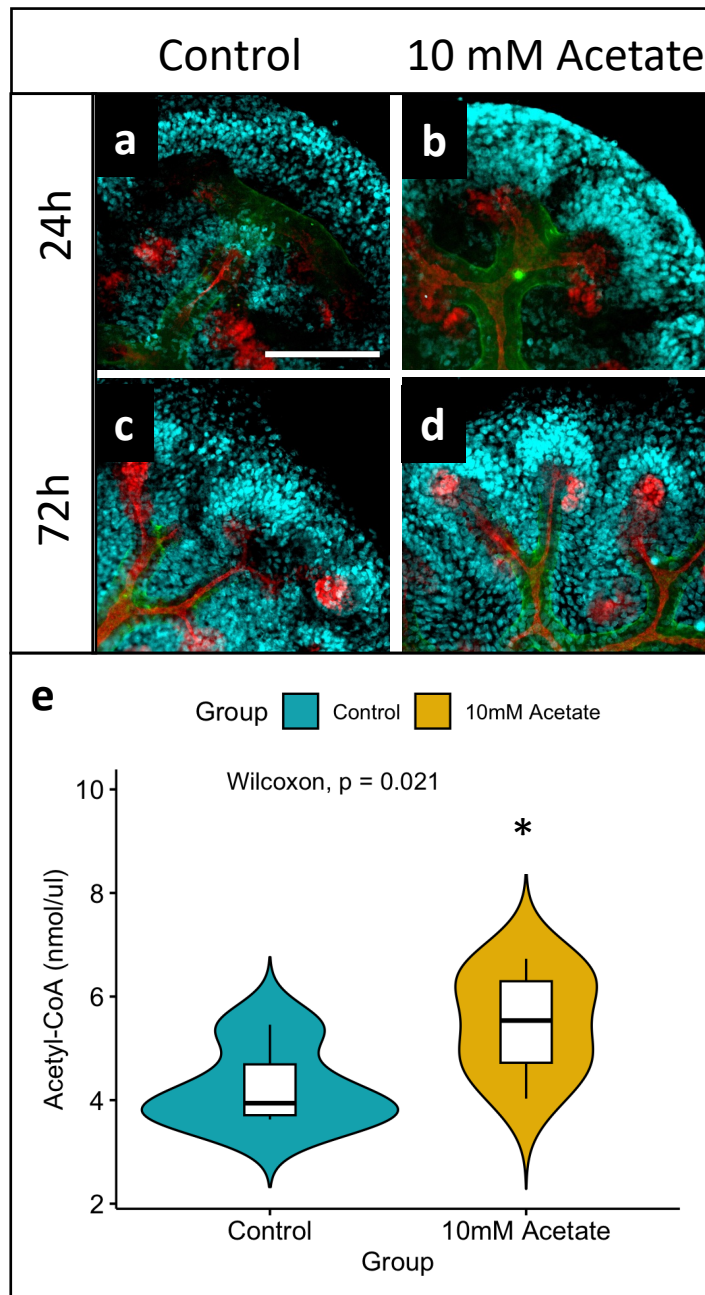 Control 10 mM Acetate
24h
a
b
72h
c
d
e
Group Control 10mM Acetate
Wilcoxon, p = 0.021
*
Acetyl-CoA (nmol/ul)
10
8
6
4
2
Control 10mM Acetate
Group